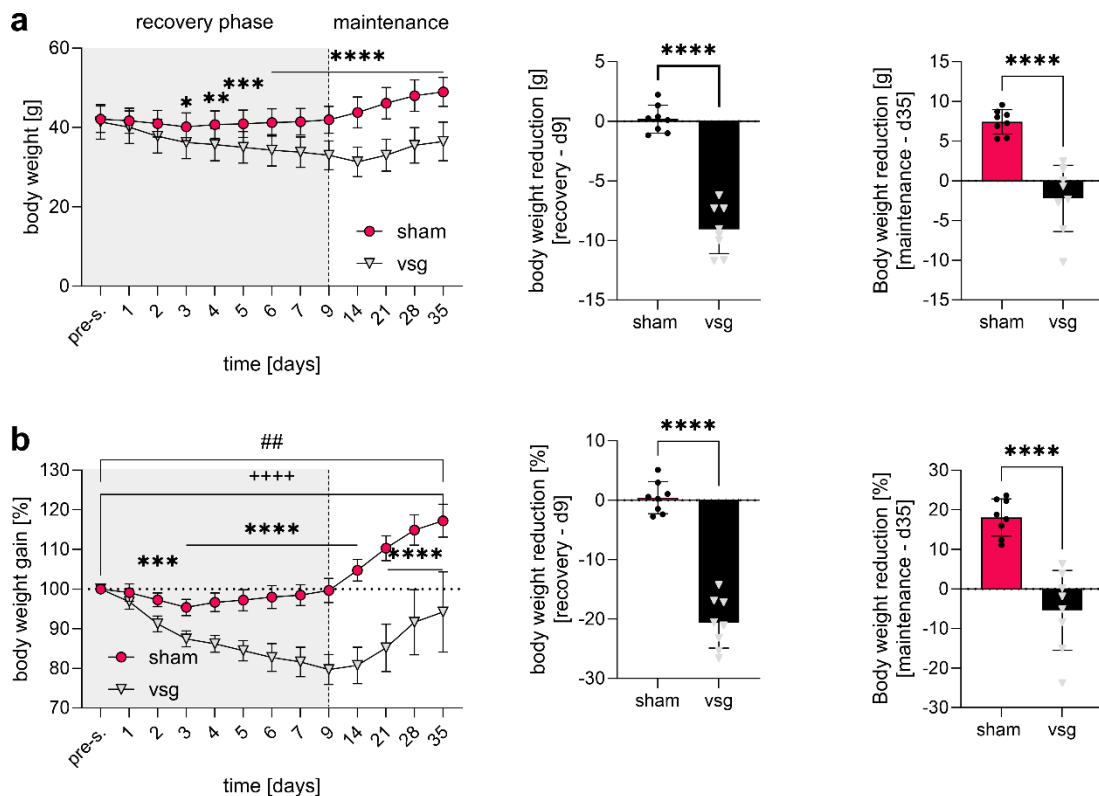 a
recovery phase
maintenance
body weight [g]
60
40
20
0
*
**
***
****
sham
vsg
pre-s.
1
2
3
4
5
6
7
9
14
21
28
35
time [days]
body weight reduction [g]
[recovery - d9]
5
0
-5
-10
-15
****
sham
vsg
Body weight reduction [g]
[maintenance - d35]
15
10
5
0
-5
-10
-15
****
sham
vsg
b
body weight gain [%]
130
120
110
100
90
80
70
##
++++
***
****
****
sham
vsg
pre-s.
1
2
3
4
5
6
7
9
14
21
28
35
time [days]
body weight reduction [%]
[recovery - d9]
10
0
-10
-20
-30
****
sham
vsg
Body weight reduction [%]
[maintenance - d35]
30
20
10
0
-10
-20
-30
****
sham
vsg